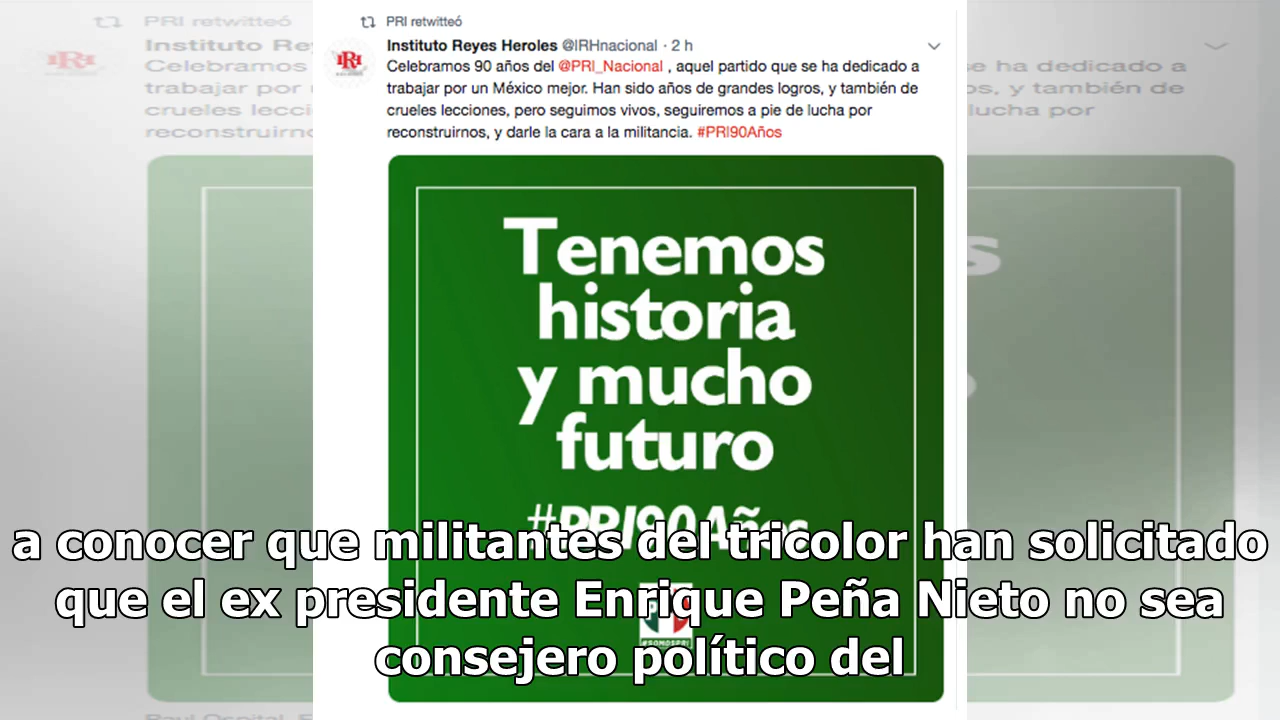 PRI retwitteó
Instituto Reyes Heroles @IRHnacional · 2 h
Celebramos 90 años del @PRI_Nacional , aquel partido que se ha dedicado a
trabajar por un México mejor. Han sido años de grandes logros, y también de
crueles lecciones, pero seguimos vivos, seguiremos a pie de lucha por
reconstruirnos, y darle la cara a la militancia. #PRI90Años
Tenemos
historia
y mucho
futuro
#PRI90Años
#SOMOSPRI
a conocer que militantes del tricolor han solicitado
que el ex presidente Enrique Peña Nieto no sea
consejero político del